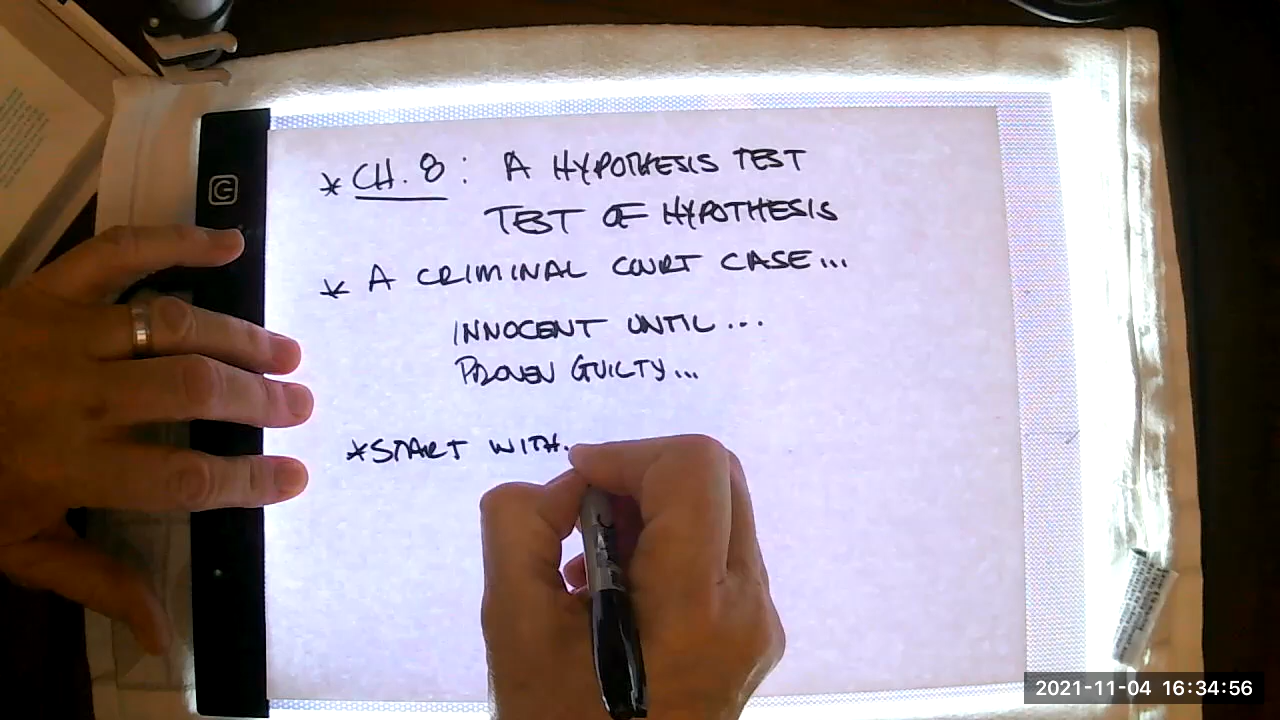 * CH. 8 : A HYPOTHESIS TEST
TEST OF HYPOTHESIS
* A CRIMINAL COURT CASE...
INNOCENT UNTIL...
PROVEN GUILTY...
* START WITH.
2021-11-04 16:34:56